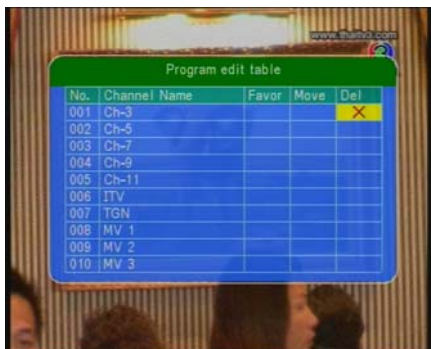 www.thaitv3.com
Program edit table
No. Channel Name Favor Move Del
001 Ch-3 X
002 Ch-5
003 Ch-7
004 Ch-9
005 Ch-11
006 ITV
007 TGN
008 MV 1
009 MV 2
010 MV 3